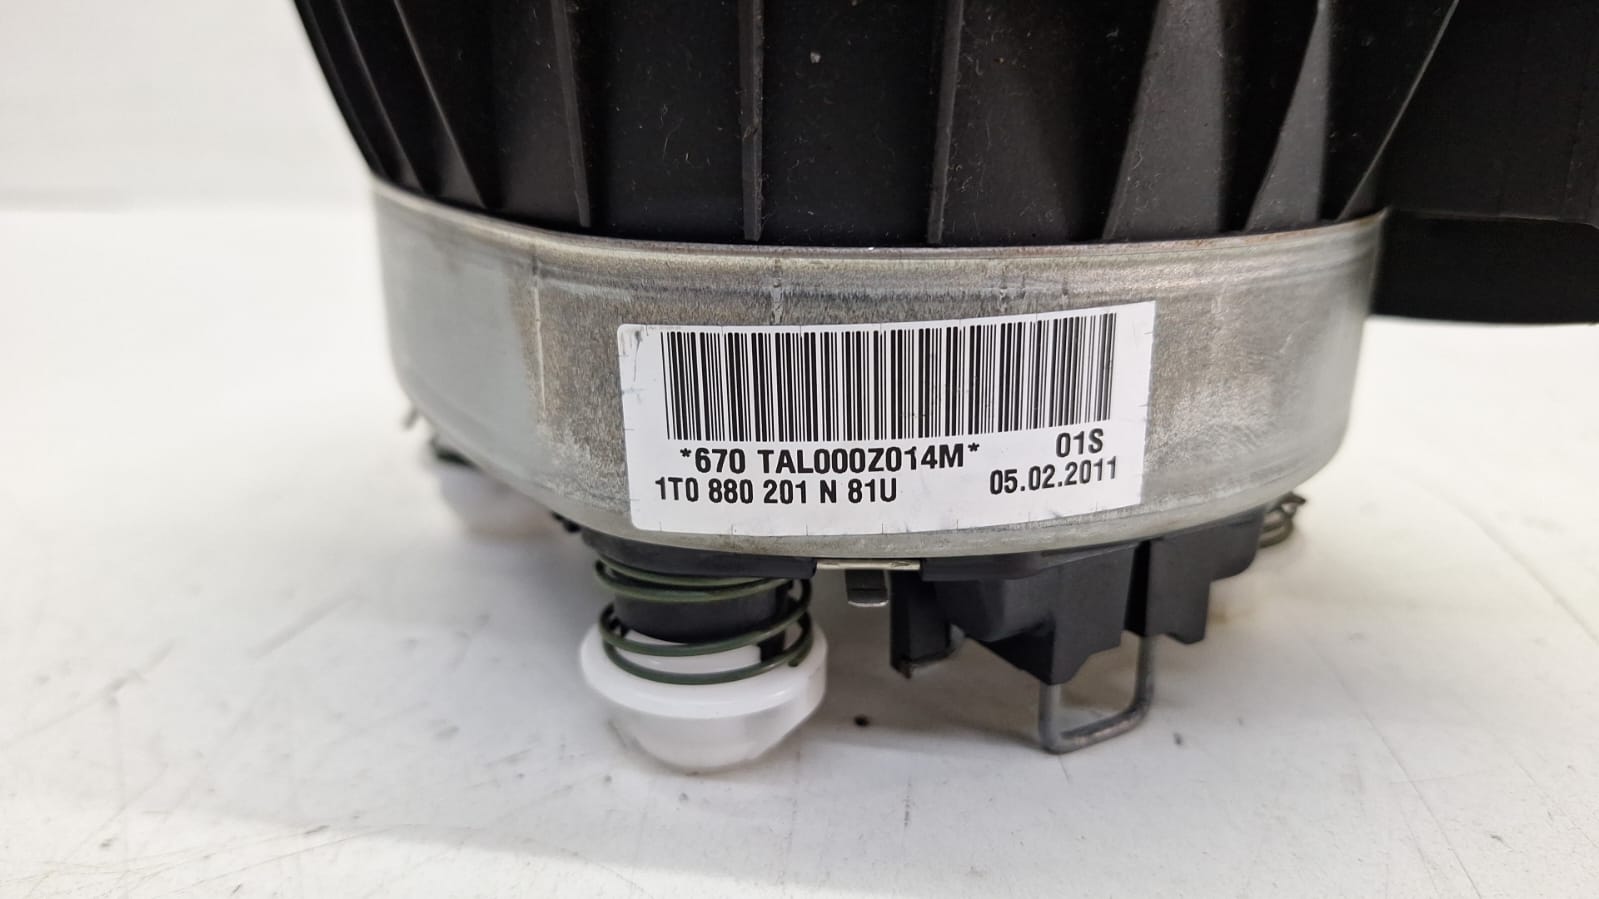 *670 TAL000Z014M* 01S
1T0 880 201 N 81U 05.02.2011